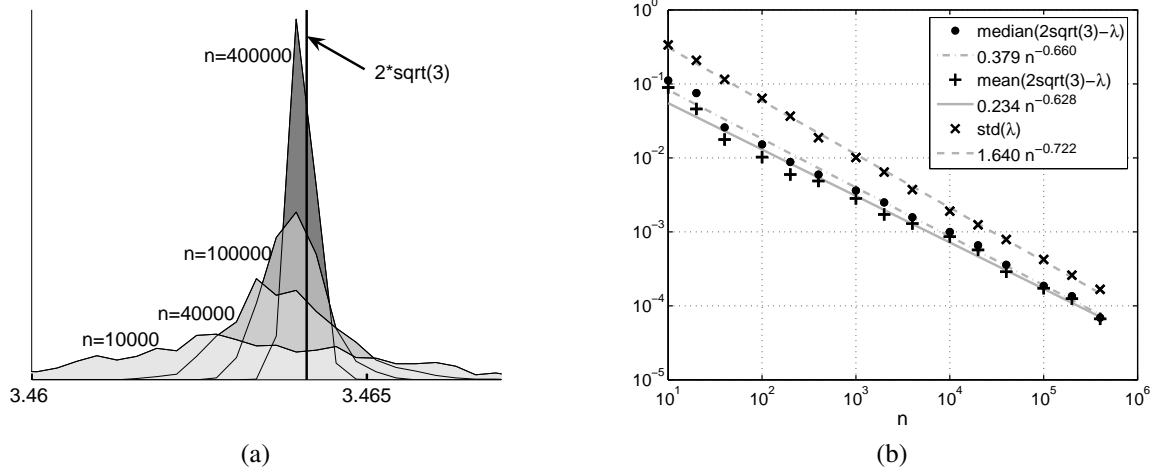 n=400000
2*sqrt(3)
n=100000
n=40000
n=10000
3.46
3.465
(a)
10^0
10^-1
10^-2
10^-3
10^-4
10^-5
median(2sqrt(3)−λ)
0.379 n^−0.660
mean(2sqrt(3)−λ)
0.234 n^−0.628
std(λ)
1.640 n^−0.722
10^1
10^2
10^3
10^4
10^5
10^6
n
(b)